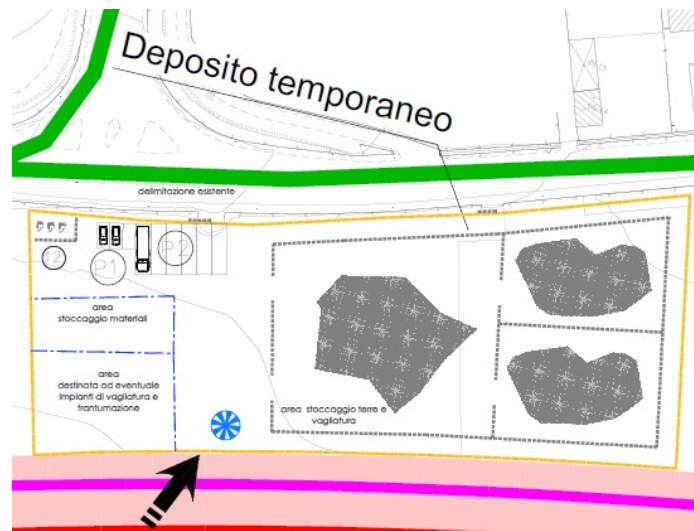 Deposito temporaneo
delimitazione esistente
12
P1
P2
area
stoccaggio materiali
area
destinata ad eventuale
impianti di vagliatura e
frantumazione
area stoccaggio terre e
vagliatura